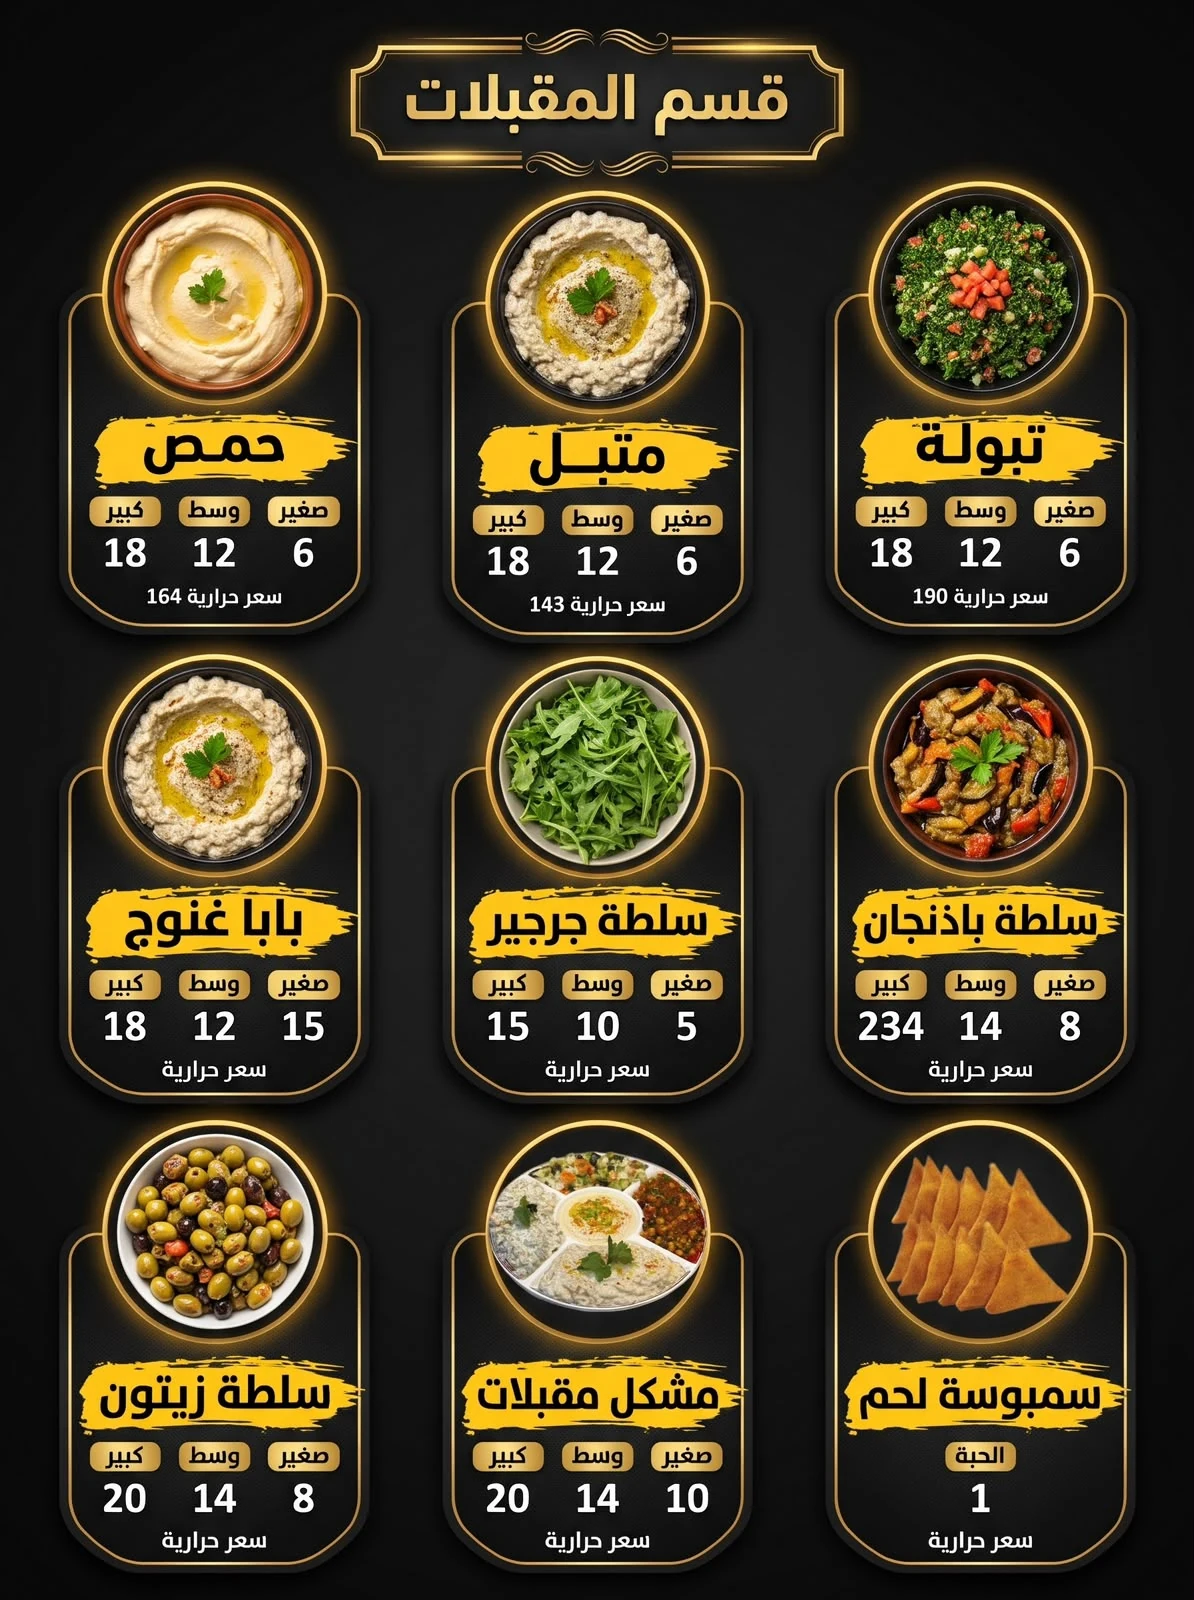 قسم المقبلات
تبولة
صغير وسط كبير
6 12 18
سعر حرارية 190
متبــل
صغير وسط كبير
6 12 18
سعر حرارية 143
حمص
صغير وسط كبير
6 12 18
سعر حرارية 164
سلطة باذنجان
صغير وسط كبير
8 14 234
سعر حرارية
سلطة جرجير
صغير وسط كبير
5 10 15
سعر حرارية
بابا غنوج
صغير وسط كبير
15 12 18
سعر حرارية
سمبوسة لحم
الحبة
1
سعر حرارية
مشكل مقبلات
صغير وسط كبير
10 14 20
سعر حرارية
سلطة زيتون
صغير وسط كبير
8 14 20
سعر حرارية